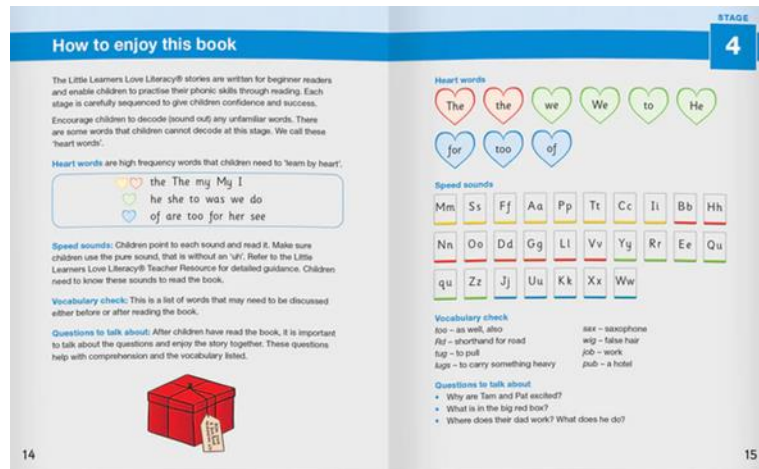 How to enjoy this book
The Little Learners Love Literacy® stories are written for beginner readers
and enable children to practise their phonic skills through reading. Each
stage is carefully sequenced to give children confidence and success.
Encourage children to decode (sound out) any unfamiliar words. There
are some words that children cannot decode at this stage. We call these
'heart words'.
Heart words are high frequency words that children need to 'learn by heart'.
the The my My I
he she to was we do
of are too for her see
Speed sounds: Children point to each sound and read it. Make sure
children use the pure sound, that is without an 'uh'. Refer to the Little
Learners Love Literacy® Teacher Resource for detailed guidance. Children
need to know these sounds to read the book.
Vocabulary check: This is a list of words that may need to be discussed
either before or after reading the book.
Questions to talk about: After children have read the book, it is important
to talk about the questions and enjoy the story together. These questions
help with comprehension and the vocabulary listed.
14
STAGE
4
Heart words
The the we We to He
for too of
Speed sounds
Mm Ss Ff Aa Pp Tt Cc Ii Bb Hh
Nn Oo Dd Gg Ll Vv Yy Rr Ee Qu
qu Zz Jj Uu Kk Xx Ww
Vocabulary check
too – as well, also
Rd – shorthand for road
tug – to pull
lugs – to carry something heavy
sax – saxophone
wig – false hair
job – work
pub – a hotel
Questions to talk about
• Why are Tam and Pat excited?
• What is in the big red box?
• Where does their dad work? What does he do?
15